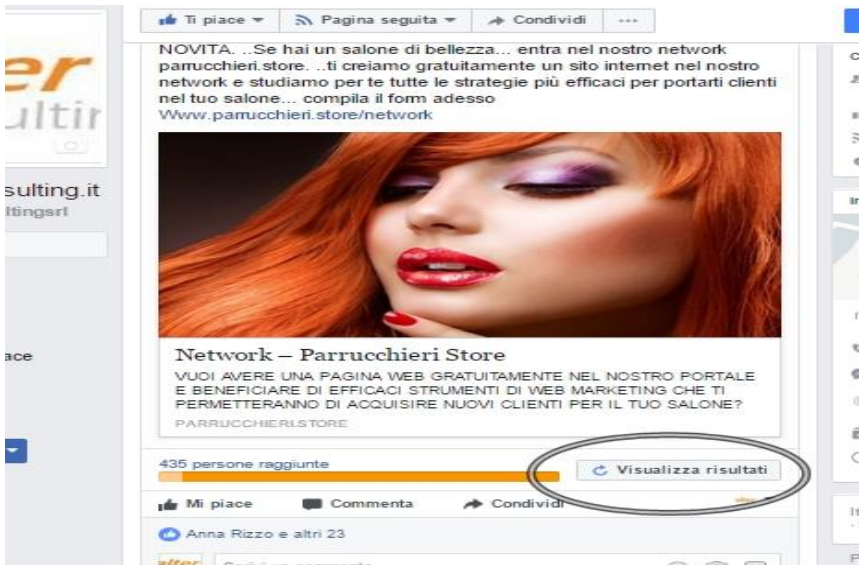 Ti piace
Pagina seguita
Condividi
...
er
ultir
sulting.it
ltingsrl
ace
NOVITA. ..Se hai un salone di bellezza... entra nel nostro network
parrucchieri.store. ..ti creiamo gratuitamente un sito internet nel nostro
network e studiamo per te tutte le strategie più efficaci per portarti clienti
nel tuo salone... compila il form adesso
Www.parrucchieri.store/network
Network – Parrucchieri Store
VUOI AVERE UNA PAGINA WEB GRATUITAMENTE NEL NOSTRO PORTALE
E BENEFICIARE DI EFFICACI STRUMENTI DI WEB MARKETING CHE TI
PERMETTERANNO DI ACQUISIRE NUOVI CLIENTI PER IL TUO SALONE?
PARRUCCHIERI.STORE
435 persone raggiunte
Visualizza risultati
Mi piace
Commenta
Condividi
Anna Rizzo e altri 23
alter